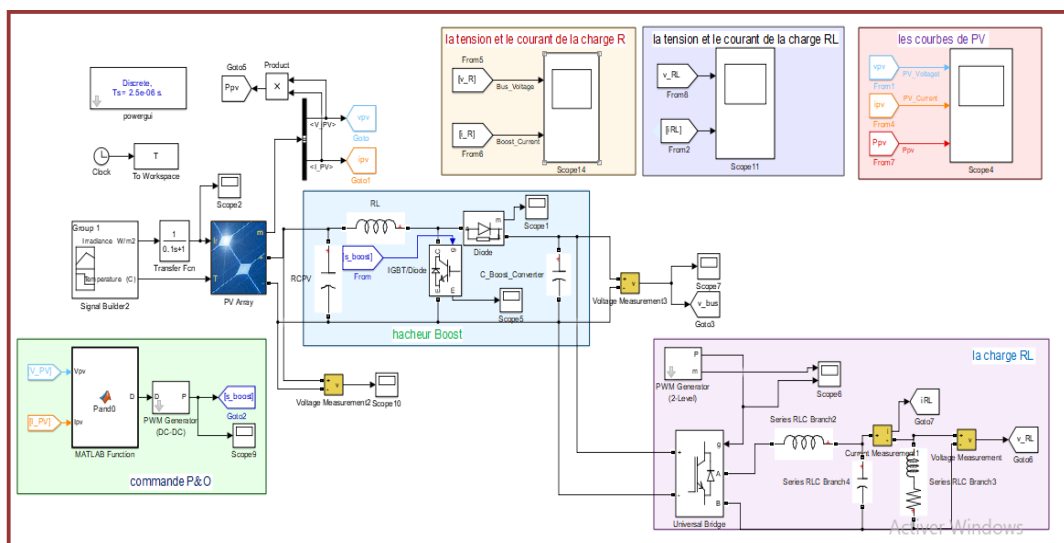 la tension et le courant de la charge R
From5
[v_R]
Bus_Voltage
[i_R]
From6
Boost_Current
Scope14
la tension et le courant de la charge RL
v_RL
From8
[iRL]
From2
Scope11
les courbes de PV
vpv
From1
PV_Voltaget
ipv
From4
PV_Current
Ppv
From7
Ppv
Scope4
Discrete,
Ts = 2.5e-06 s.
powergui
Goto5
Ppv
Product
×
<V_PV>
vpv
Goto
<I_PV>
ipv
Goto1
Clock
T
To Workspace
Scope2
Group 1
Irradiance W/m2
Temperature (C)
Signal Builder2
1
0.1s+1
Transfer Fcn
Ir
T
m
+
-
PV Array
RL
RCPV
[s_boost]
From
IGBT/Diode
g
C
E
m
a
k
m
Diode
Scope1
C_Boost_Converter
Scope5
hacheur Boost
+
-
v
Voltage Measurement3
Scope7
v_bus
Goto3
+
-
v
Voltage Measurement2
Scope10
[V_PV]
Vpv
[I_PV]
Ipv
PandO
D
MATLAB Function
D
P
PWM Generator
(DC-DC)
[s_boost]
Goto2
Scope9
commande P&O
la charge RL
P
m
PWM Generator
(2-Level)
Scope6
iRL
Goto7
Series RLC Branch2
+
i
-
Current Measurement1
+
-
v
Voltage Measurement
v_RL
Goto6
g
+
-
A
B
Universal Bridge
Series RLC Branch4
Series RLC Branch3
Activer Windows